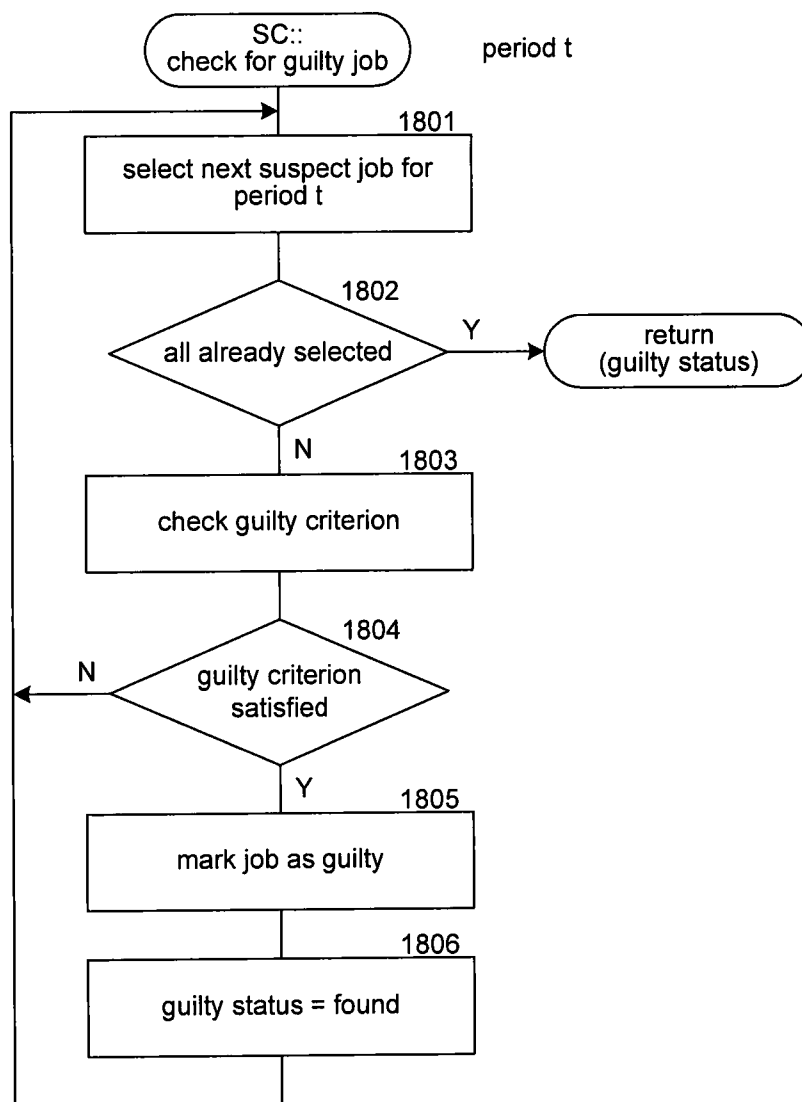 SC::
check for guilty job
period t
1801
select next suspect job for
period t
1802
all already selected
Y
return
(guilty status)
N
1803
check guilty criterion
1804
N
guilty criterion
satisfied
Y
1805
mark job as guilty
1806
guilty status = found